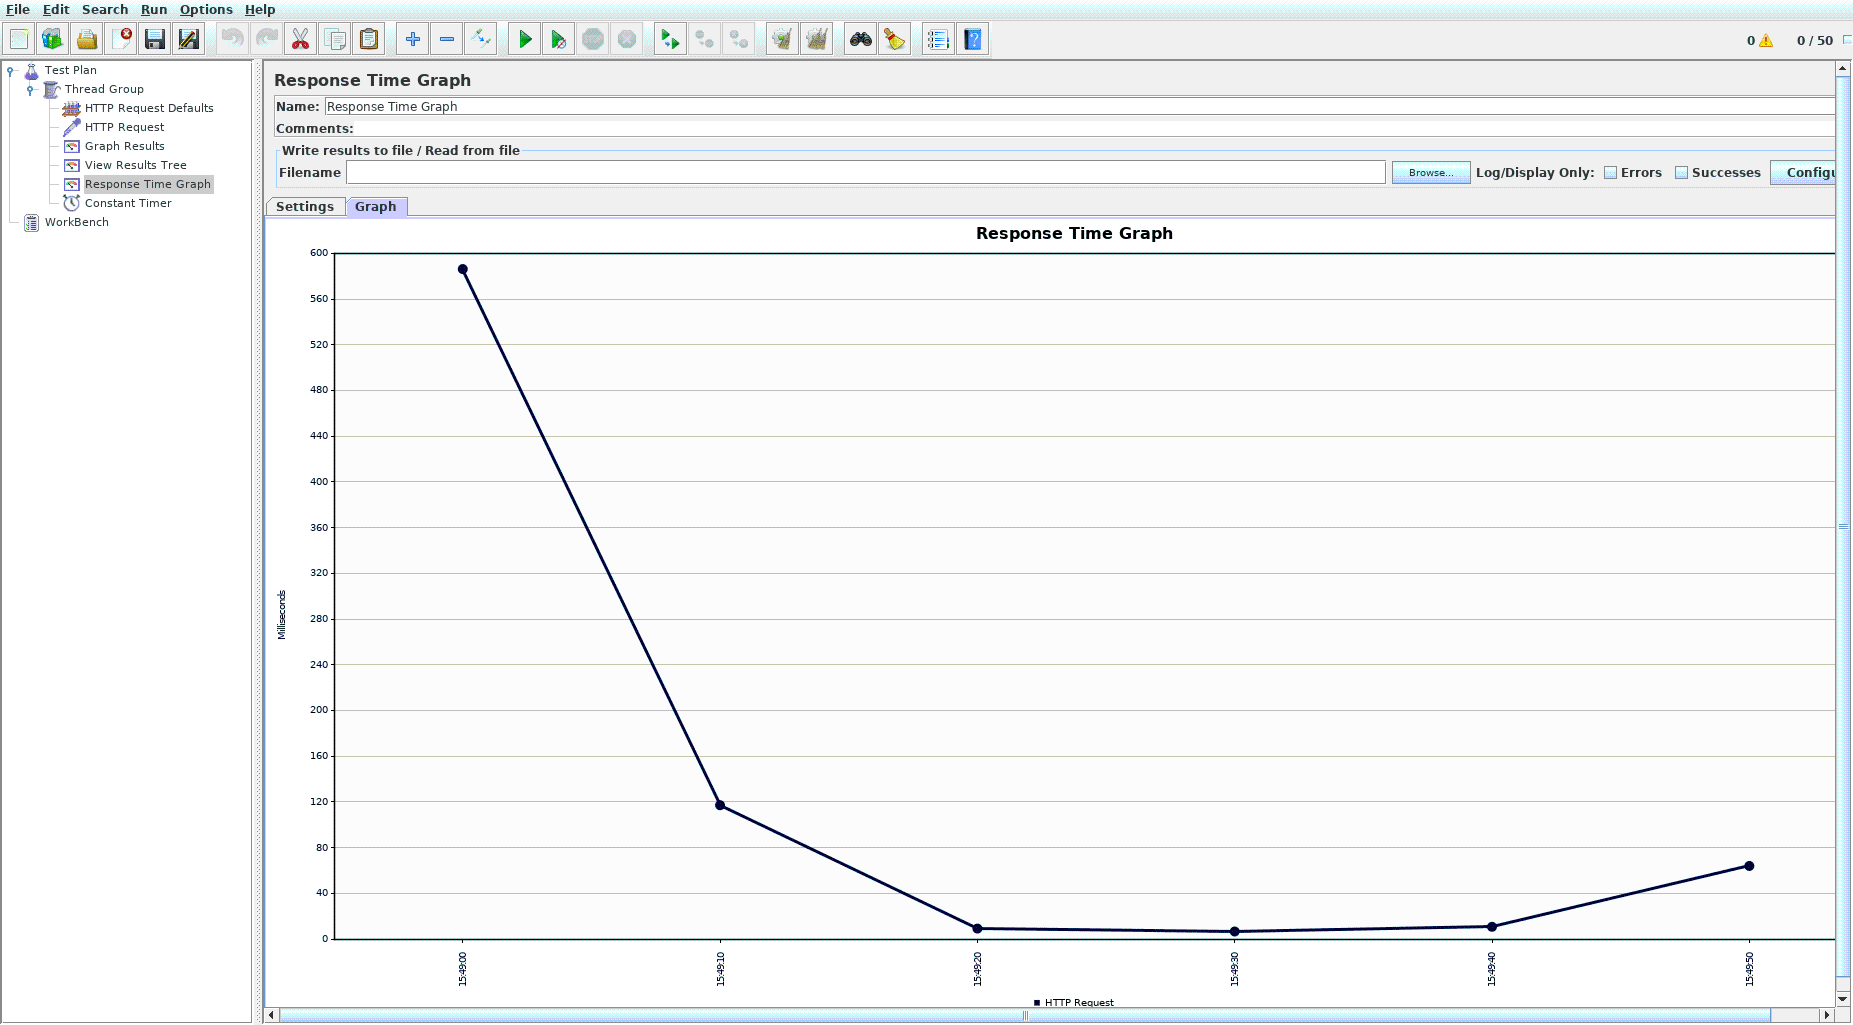 File Edit Search Run Options Help
0 0 / 50
Test Plan
Thread Group
HTTP Request Defaults
HTTP Request
Graph Results
View Results Tree
Response Time Graph
Constant Timer
WorkBench
Response Time Graph
Name: Response Time Graph
Comments:
Write results to file / Read from file
Filename Browse... Log/Display Only: Errors Successes Configu
Settings Graph
Response Time Graph
600
560
520
480
440
400
360
320
280
240
200
160
120
80
40
0
Milliseconds
15:49:00 15:49:10 15:49:20 15:49:30 15:49:40 15:49:50
HTTP Request